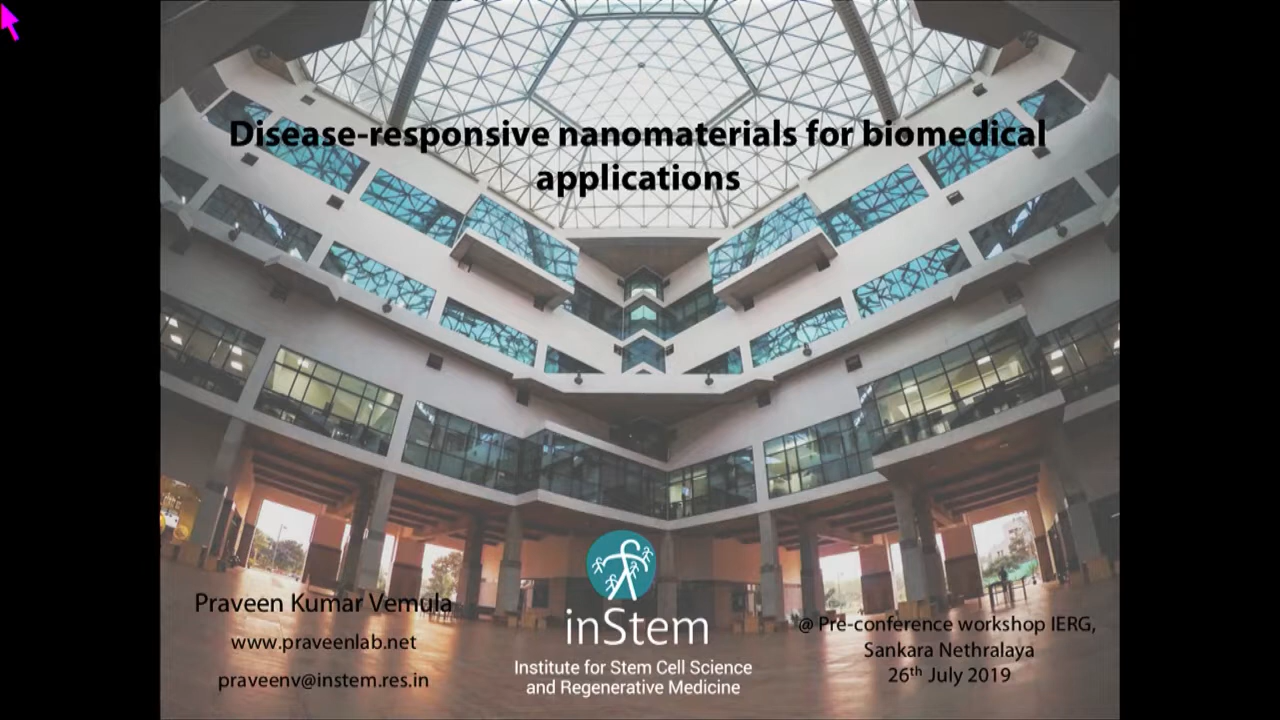 Disease-responsive nanomaterials for biomedical
applications
Praveen Kumar Vemula
www.praveenlab.net
praveenv@instem.res.in
inStem
Institute for Stem Cell Science
and Regenerative Medicine
@ Pre-conference workshop IERG,
Sankara Nethralaya
26th July 2019